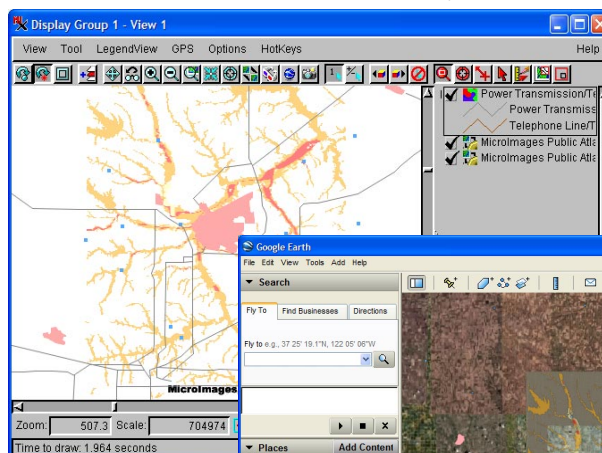 Display Group 1 - View 1
View Tool LegendView GPS Options HotKeys Help
Power Transmission/Te
Power Transmiss
Telephone Line/T
MicroImages Public Atla
MicroImages Public Atla
MicroImages
Google Earth
File Edit View Tools Add Help
Search
Fly To Find Businesses Directions
Fly to e.g., 37 25' 19.1"N, 122 05' 06"W
Zoom: 507.3 Scale: 704974
Time to draw: 1.964 seconds
Places Add Content